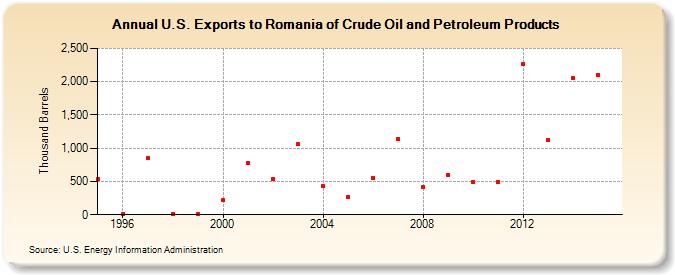 Annual U.S. Exports to Romania of Crude Oil and Petroleum Products
Thousand Barrels
2,500
2,000
1,500
1,000
500
0
1996 2000 2004 2008 2012
Source: U.S. Energy Information Administration